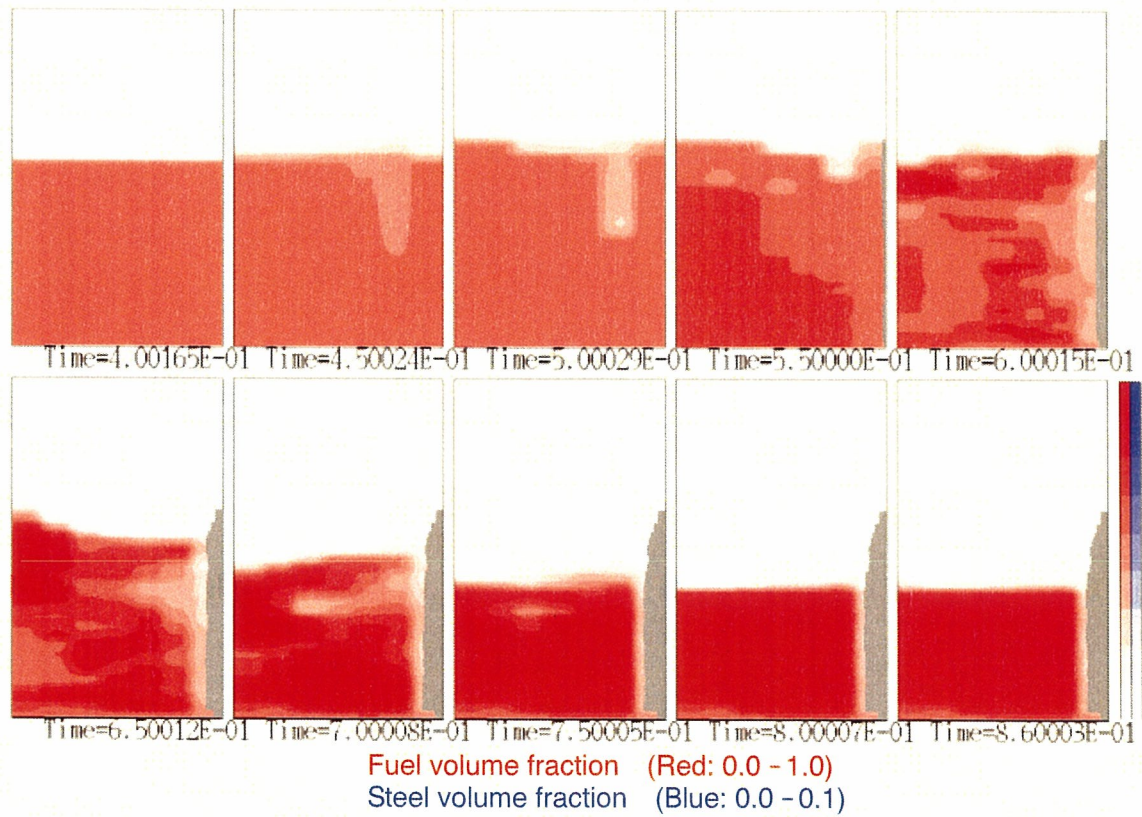 Time=4.00165E-01 Time=4.50024E-01 Time=5.00029E-01 Time=5.50000E-01 Time=6.00015E-01
Time=6.50012E-01 Time=7.00008E-01 Time=7.50005E-01 Time=8.00007E-01 Time=8.60003E-01
Fuel volume fraction (Red: 0.0 - 1.0)
Steel volume fraction (Blue: 0.0 - 0.1)